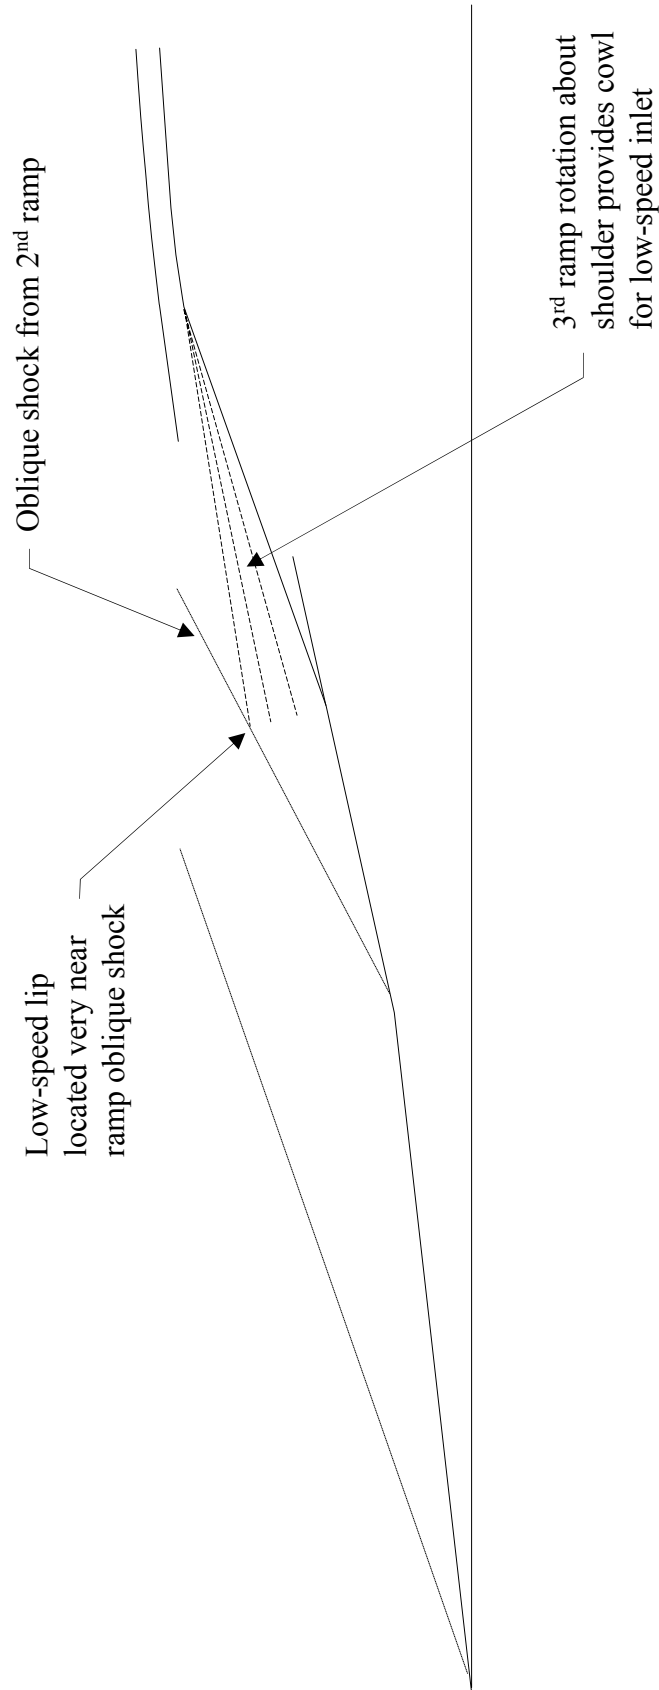 Low-speed lip
located very near
ramp oblique shock
Oblique shock from 2nd ramp
3rd ramp rotation about
shoulder provides cowl
for low-speed inlet